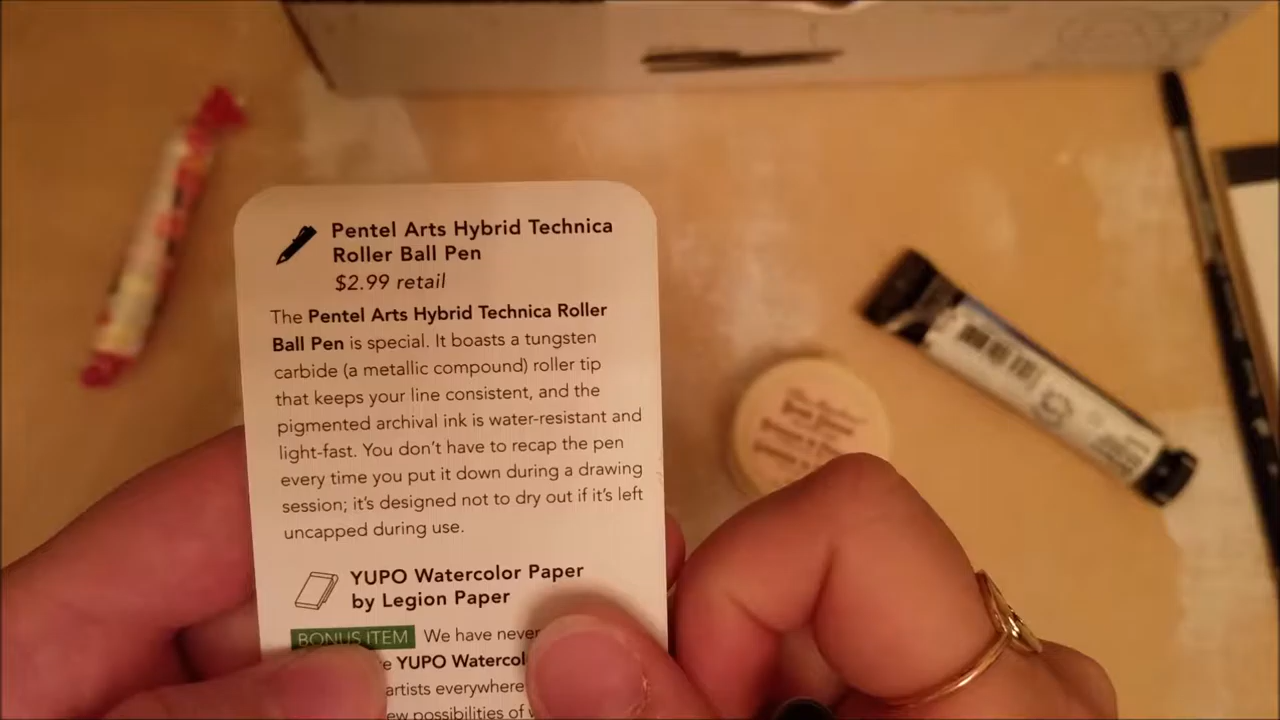 Pentel Arts Hybrid Technica
Roller Ball Pen
$2.99 retail
The Pentel Arts Hybrid Technica Roller
Ball Pen is special. It boasts a tungsten
carbide (a metallic compound) roller tip
that keeps your line consistent, and the
pigmented archival ink is water-resistant and
light-fast. You don't have to recap the pen
every time you put it down during a drawing
session; it's designed not to dry out if it's left
uncapped during use.
YUPO Watercolor Paper
by Legion Paper
BONUS ITEM We have never
YUPO
artists everywhere
possibilities of